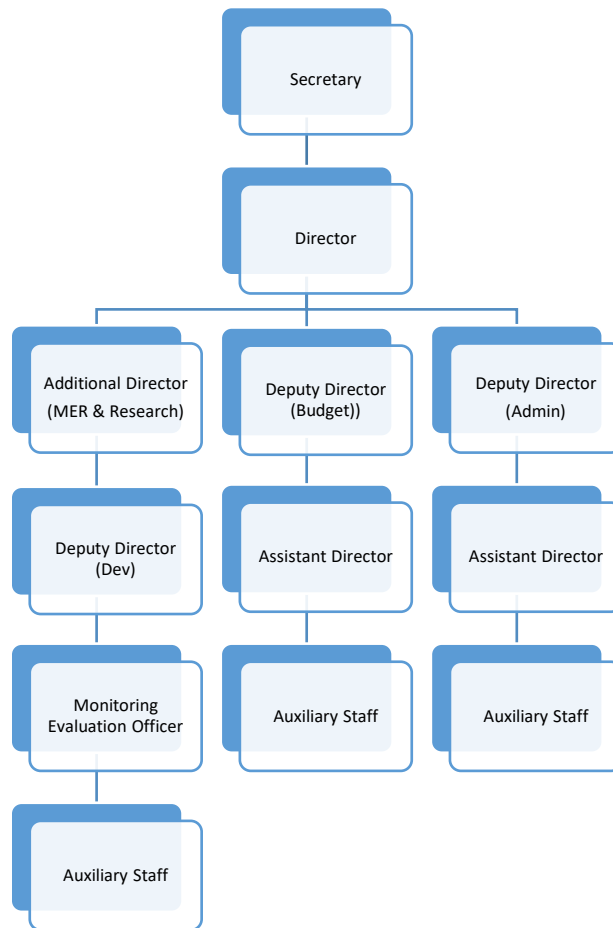 Secretary
Director
Additional Director
(MER & Research)
Deputy Director
(Budget))
Deputy Director
(Admin)
Deputy Director
(Dev)
Assistant Director
Assistant Director
Monitoring
Evaluation Officer
Auxiliary Staff
Auxiliary Staff
Auxiliary Staff